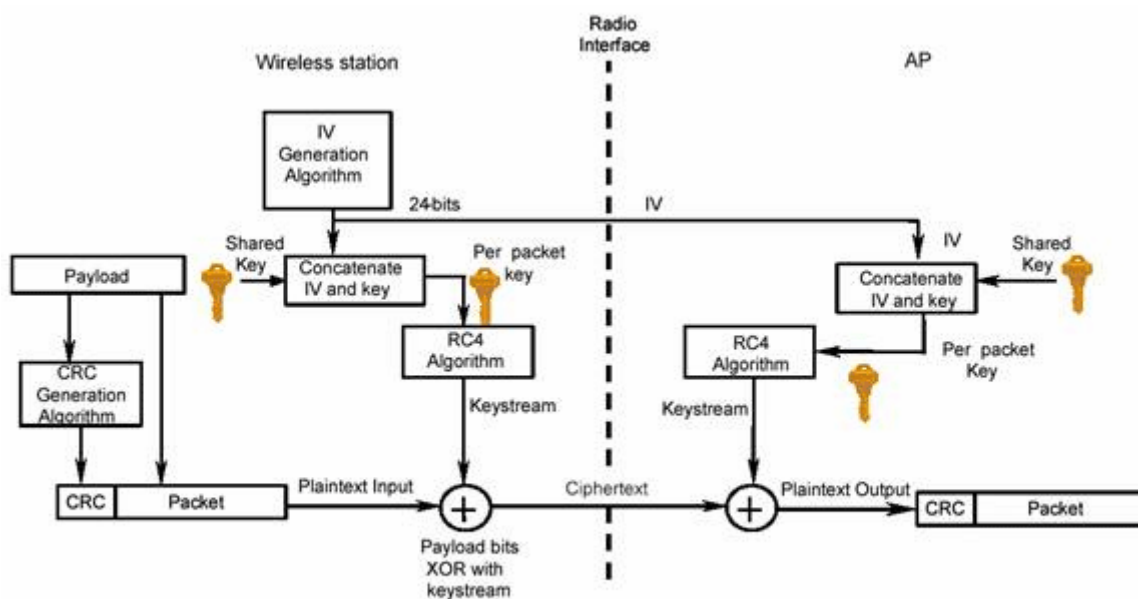 Radio
Interface
Wireless station
AP
IV
Generation
Algorithm
24-bits
IV
Shared
Key
Concatenate
IV and key
Per packet
key
IV
Shared
Key
Concatenate
IV and key
Payload
RC4
Algorithm
RC4
Algorithm
Per packet
Key
CRC
Generation
Algorithm
Keystream
Keystream
CRC
Packet
Plaintext Input
+
Ciphertext
+
Plaintext Output
CRC
Packet
Payload bits
XOR with
keystream